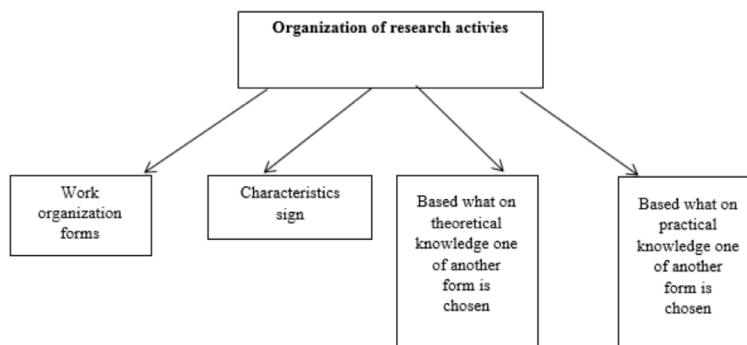 Organization of research activies
Work
organization
forms
Characteristics
sign
Based what on
theoretical
knowledge one
of another
form is
chosen
Based what on
practical
knowledge one
of another
form is
chosen